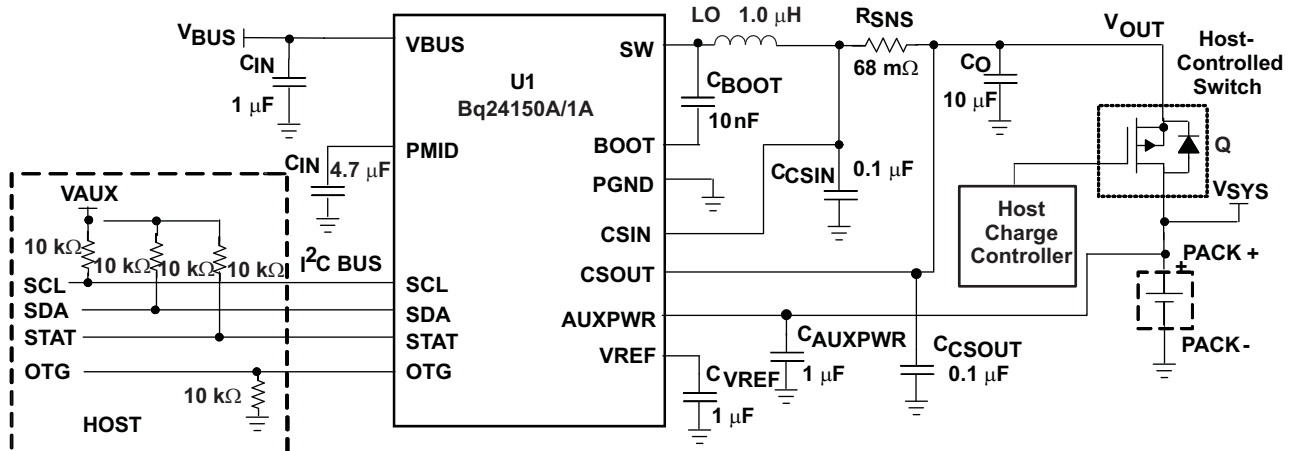 VBUS
CIN
1 μF
VBUS
U1
Bq24150A/1A
SW
LO 1.0 μH
RSNS
68 mΩ
CBOOT
10nF
CO
10 μF
VOUT
Host-
Controlled
Switch
Q
PMID
CIN
4.7 μF
BOOT
PGND
CCSIN
0.1 μF
CSIN
Host
Charge
Controller
VSYS
VAUX
10 kΩ
10 kΩ
10 kΩ
I2C BUS
SCL
SDA
STAT
OTG
10 kΩ
HOST
SCL
SDA
STAT
OTG
CSOUT
AUXPWR
VREF
CVREF
1 μF
CAUXPWR
1 μF
CCSOUT
0.1 μF
+
PACK +
PACK-